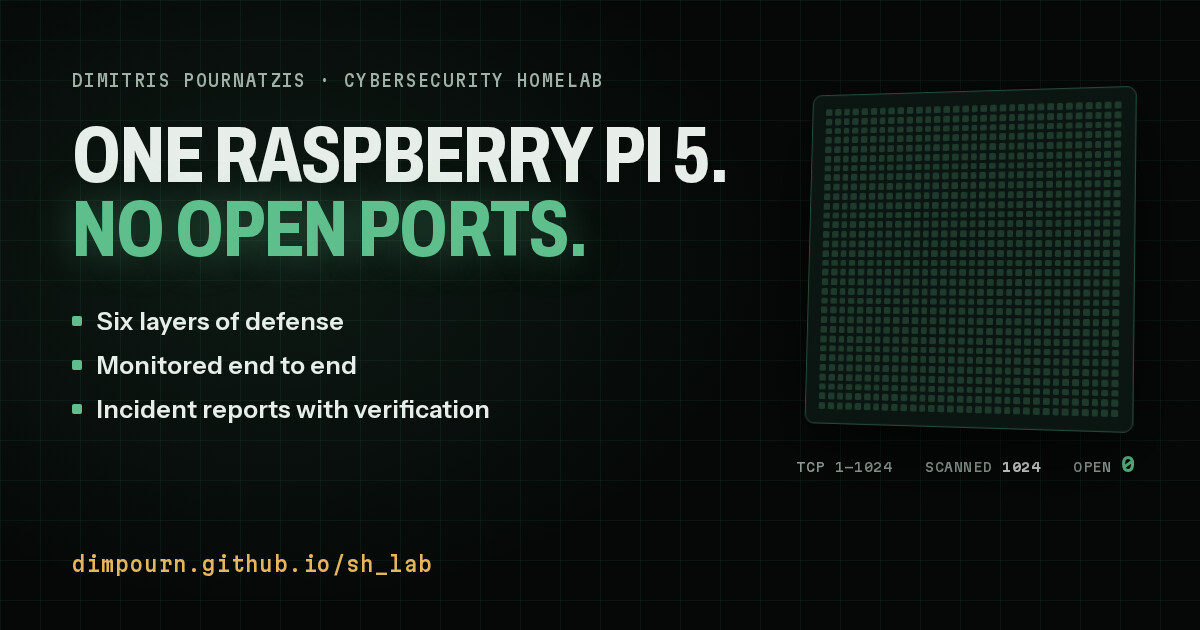 DIMITRIS POURNATZIS · CYBERSECURITY HOMELAB
ONE RASPBERRY PI 5.
NO OPEN PORTS.
Six layers of defense
Monitored end to end
Incident reports with verification
TCP 1–1024 SCANNED 1024 OPEN 0
dimpourn.github.io/sh_lab